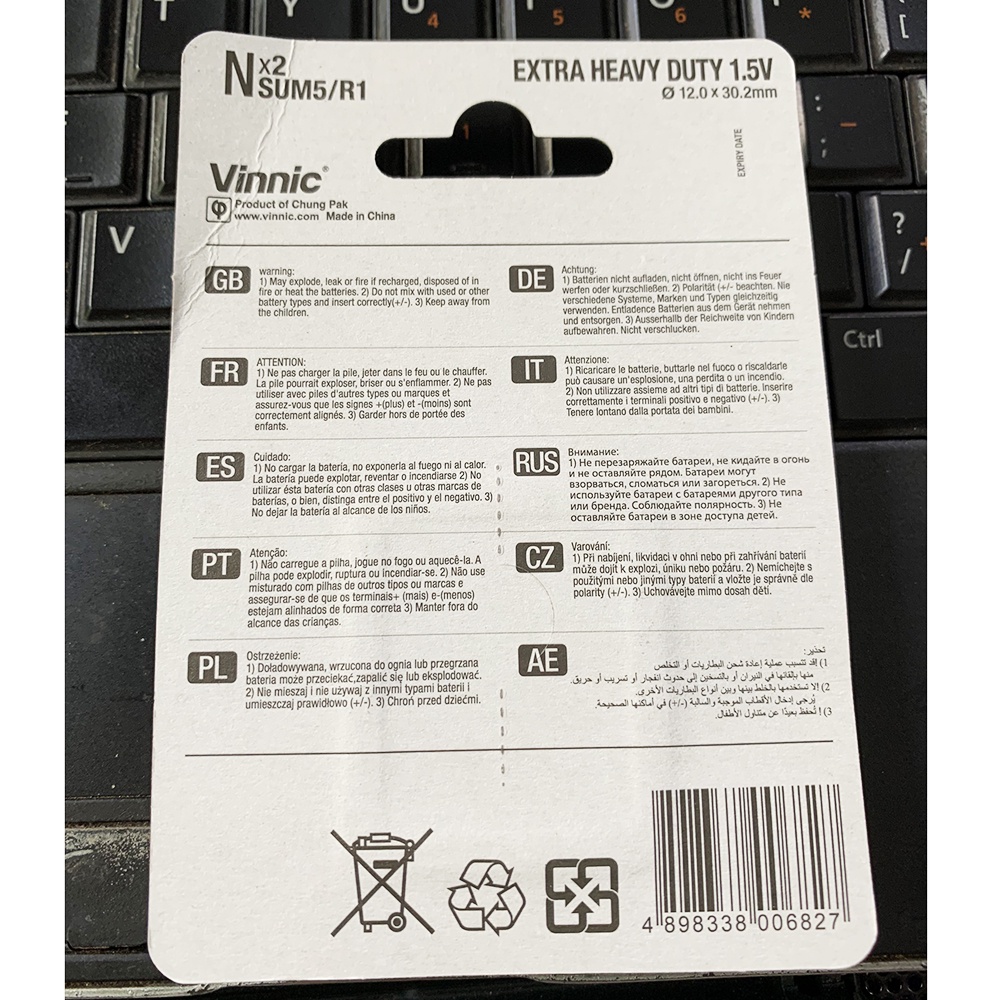 T
Y
U
4
I
5
O
6
P
*
{
[
:
;
-
N X2
SUM5/R1
EXTRA HEAVY DUTY 1.5V
Ø 12.0 x 30.2mm
1
EXPIRY DATE
Vinnic®
Product of Chung Pak
www.vinnic.com Made in China
V
?
/
Ctrl
GB
warning:
1) May explode, leak or fire if recharged, disposed of in
fire or heat the batteries. 2) Do not mix with used or other
battery types and insert correctly(+/-). 3) Keep away from
the children.
DE
Achtung:
1) Batterien nicht aufladen, nicht öffnen, nicht ins Feuer
werfen oder kurzschließen. 2) Polarität (+/- beachten. Nie
verschiedene Systeme, Marken und Typen gleichzeitig
verwenden. Entladence Batterien aus dem Gerät nehmen
und entsorgen. 3) Ausserhallb der Reichweite von Kindern
aufbewahren. Nicht verschlucken.
FR
ATTENTION:
1) Ne pas charger la pile, jeter dans le feu ou le chauffer.
La pile pourrait exploser, briser ou s'enflammer. 2) Ne pas
utiliser avec piles d'autres types ou marques et
assurez-vous que les signes +(plus) et -(moins) sont
correctement alignés. 3) Garder hors de portée des
enfants.
IT
Attenzione:
1) Ricaricare le batterie, buttarle nel fuoco o riscaldarle
può causare un'esplosione, una perdita o un incendio.
2) Non utilizzare assieme ad altri tipi di batterie. Inserire
correttamente i terminali positivo e negativo (+/-). 3)
Tenere lontano dalla portata dei bambini.
ES
Cuidado:
1) No cargar la batería, no exponerla al fuego ni al calor.
La batería puede explotar, reventar o incendiarse 2) No
utilizar ésta batería con otras clases u otras marcas de
baterías, o bien, distinga entre el positivo y el negativo. 3)
No dejar la batería al alcance de los niños.
RUS
Внимание:
1) Не перезаряжайте батареи, не кидайте в огонь
и не оставляйте рядом. Батареи могут
взорваться, сломаться или загореться. 2) Не
используйте батареи с батареями другого типа
или бренда. Соблюдайте полярность. 3) Не
оставляйте батареи в зоне доступа детей.
PT
Atenção:
1) Não carregue a pilha, jogue no fogo ou aquecê-la. A
pilha pode explodir, ruptura ou incendiar-se. 2) Não use
misturado com pilhas de outros tipos ou marcas e
assegurar-se de que os terminais+ (mais) e-(menos)
estejam alinhados de forma correta 3) Manter fora do
alcance das crianças.
CZ
Varování:
1) Při nabíjení, likvidaci v ohni nebo při zahřívání baterií
může dojít k explozi, úniku nebo požáru. 2) Nemíchejte s
použitými nebo jinými typy baterií a vložte je správně dle
polarity (+/-). 3) Uchovávejte mimo dosah dětí.
PL
Ostrzeżenie:
1) Doładowywana, wrzucona do ognia lub przegrzana
bateria może przeciekać,zapalić się lub eksplodować.
2) Nie mieszaj i nie używaj z innymi typami baterii i
umieszczaj prawidłowo (+/-). 3) Chroń przed dziećmi.
AE
تحذير:
1) !قد تتسبب عملية إعادة شحن البطاريات أو التخلص
منها بإلقائها في النيران أو بالتسخين إلى حدوث انفجار أو تسريب أو حريق.
2) !لا تستخدمها بالخلط بينها وبين أنواع البطاريات الأخرى.
يُرجى إدخال الأقطاب الموجبة والسالبة (-/+) في أماكنها الصحيحة.
3) ! تُحفظ بعيدًا عن متناول الأطفال.
4 898338 006827